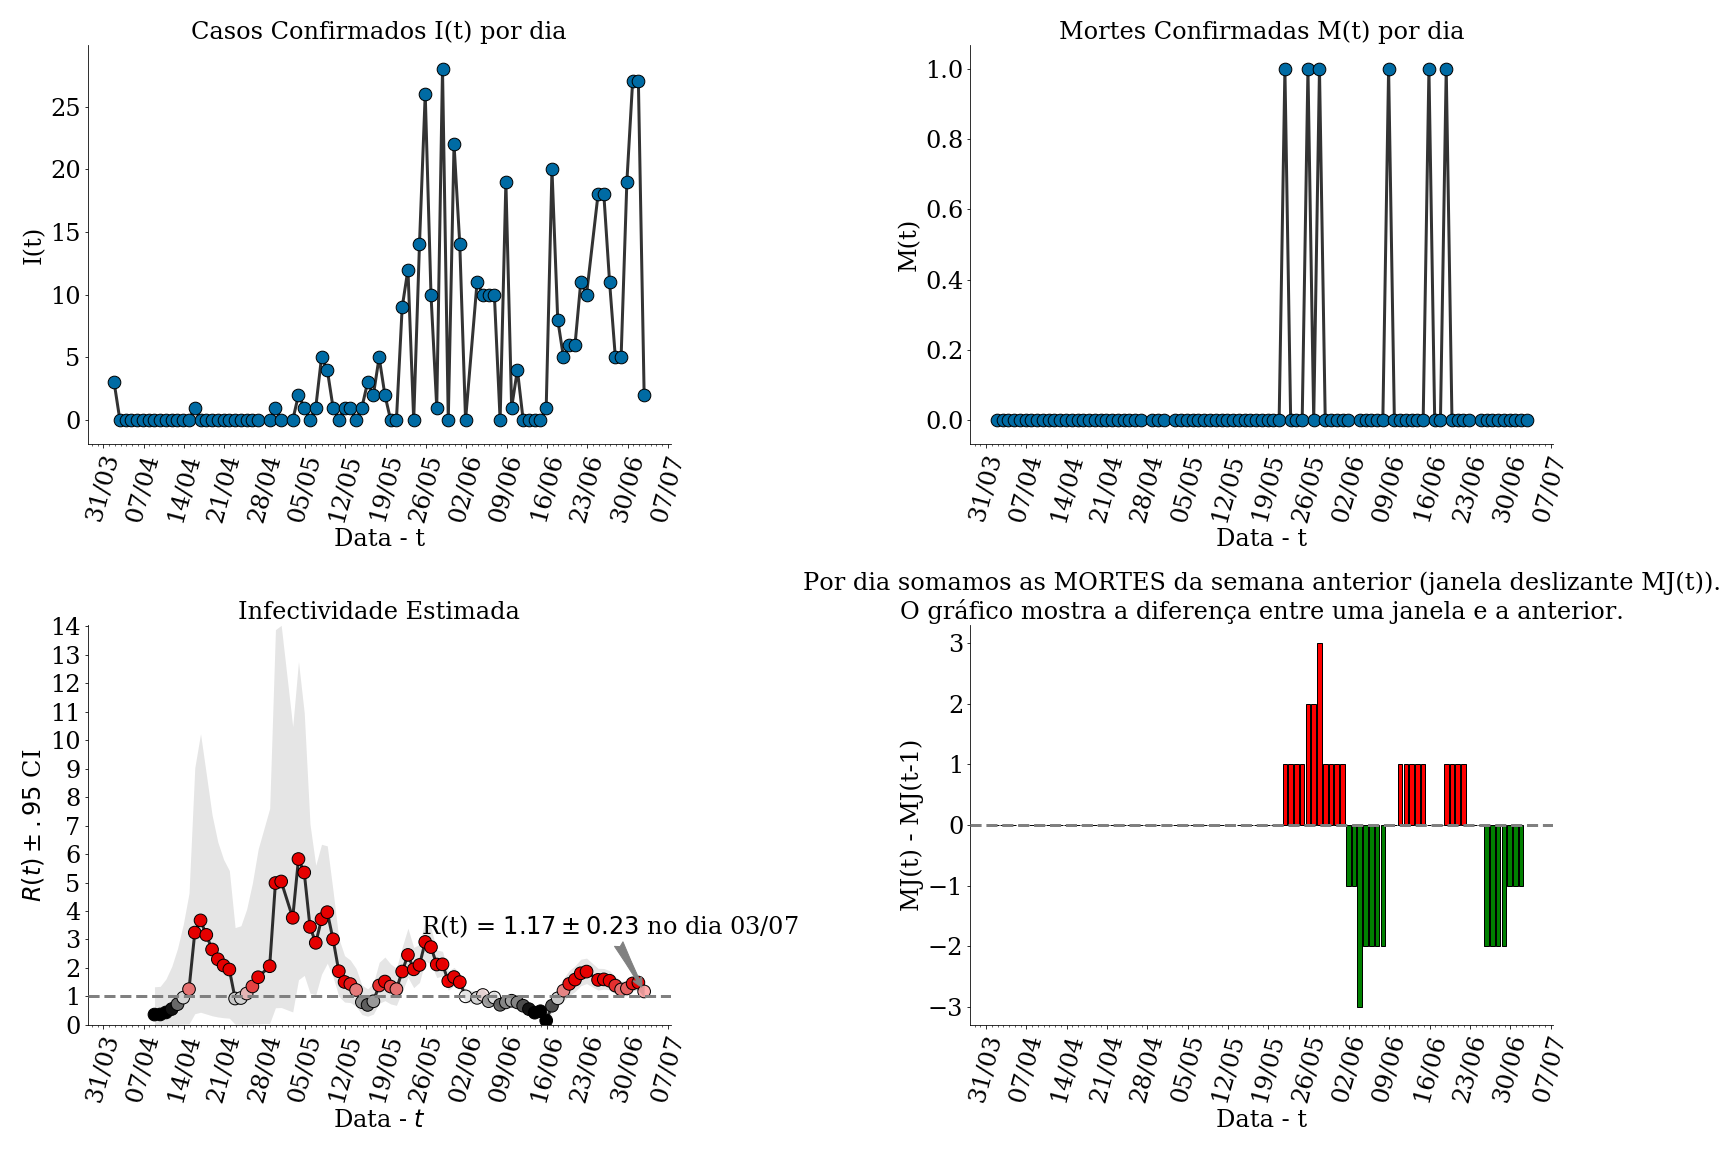 Casos Confirmados I(t) por dia
I(t)
25
20
15
10
5
0
31/03 07/04 14/04 21/04 28/04 05/05 12/05 19/05 26/05 02/06 09/06 16/06 23/06 30/06 07/07
Data - t
Mortes Confirmadas M(t) por dia
M(t)
1.0
0.8
0.6
0.4
0.2
0.0
31/03 07/04 14/04 21/04 28/04 05/05 12/05 19/05 26/05 02/06 09/06 16/06 23/06 30/06 07/07
Data - t
Infectividade Estimada
R(t) ± .95 CI
14
13
12
11
10
9
8
7
6
5
4
3
2
1
0
R(t) = 1.17 ± 0.23 no dia 03/07
31/03 07/04 14/04 21/04 28/04 05/05 12/05 19/05 26/05 02/06 09/06 16/06 23/06 30/06 07/07
Data - t
Por dia somamos as MORTES da semana anterior (janela deslizante MJ(t)).
O gráfico mostra a diferença entre uma janela e a anterior.
MJ(t) - MJ(t-1)
3
2
1
0
−1
−2
−3
31/03 07/04 14/04 21/04 28/04 05/05 12/05 19/05 26/05 02/06 09/06 16/06 23/06 30/06 07/07
Data - t